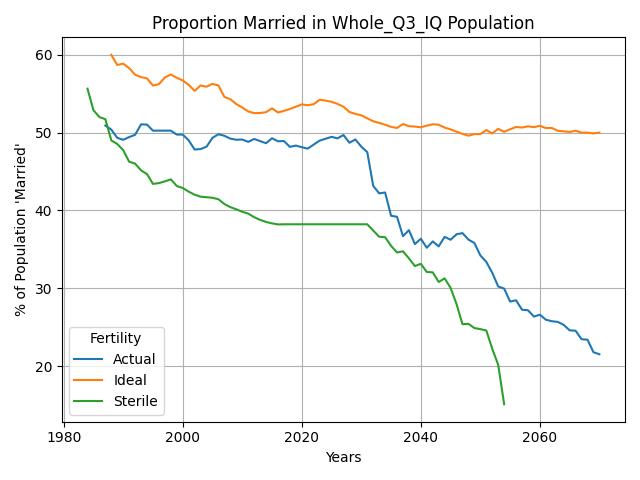 Proportion Married in Whole_Q3_IQ Population
% of Population 'Married'
60
50
40
30
20
Fertility
Actual
Ideal
Sterile
1980
2000
2020
2040
2060
Years